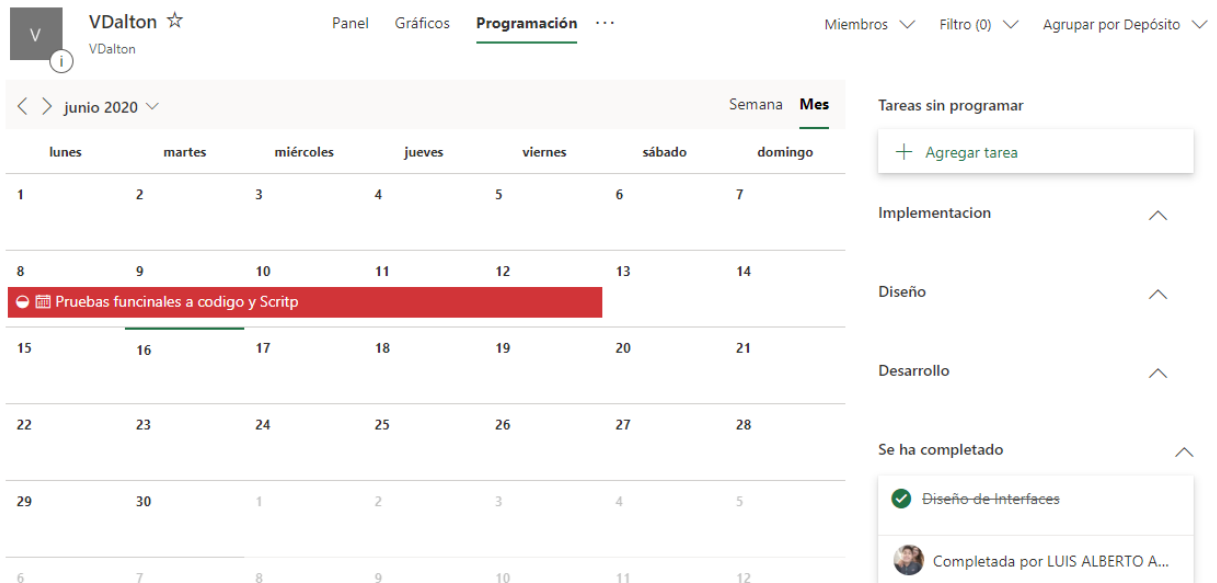 V
VDalton
VDalton
Panel Gráficos Programación ···
Miembros Filtro (0) Agrupar por Depósito
junio 2020
Semana Mes
lunes martes miércoles jueves viernes sábado domingo
1 2 3 4 5 6 7
8 9 10 11 12 13 14
Pruebas funcinales a codigo y Scritp
15 16 17 18 19 20 21
22 23 24 25 26 27 28
29 30 1 2 3 4 5
6 7 8 9 10 11 12
Tareas sin programar
Agregar tarea
Implementacion
Diseño
Desarrollo
Se ha completado
Diseño de Interfaces
Completada por LUIS ALBERTO A...